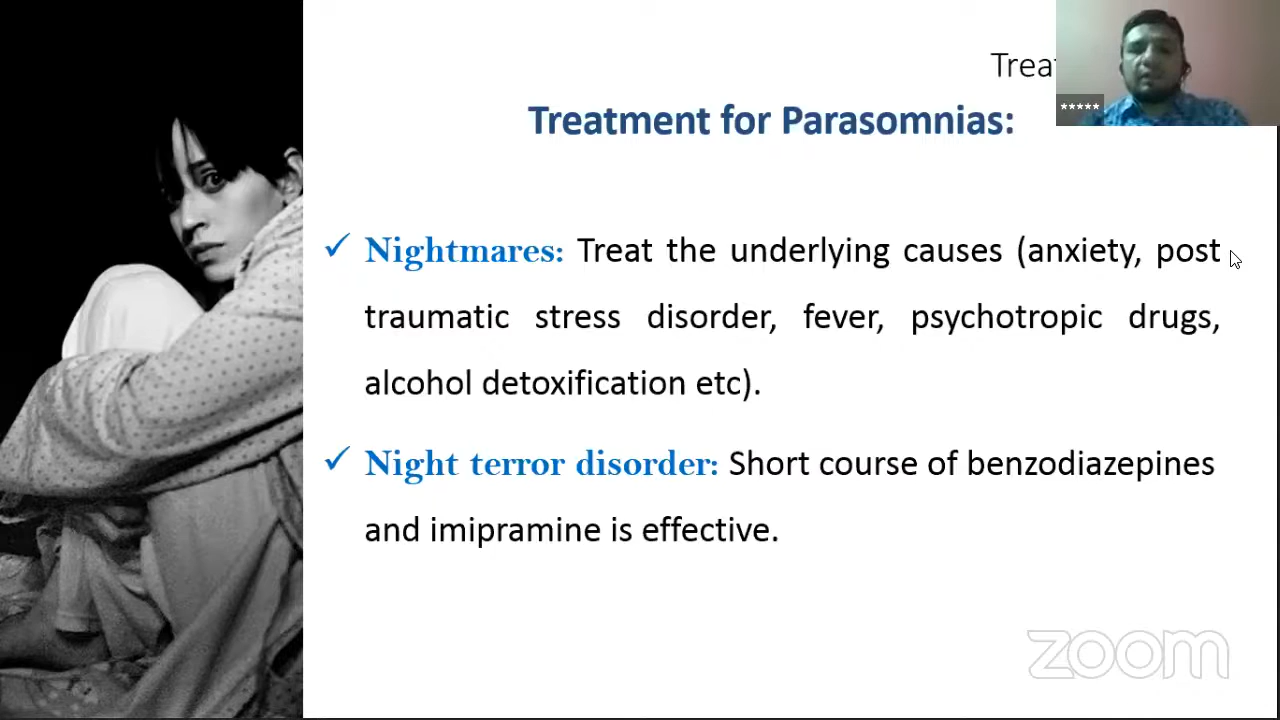 Trea
*****
Treatment for Parasomnias:
✓ Nightmares: Treat the underlying causes (anxiety, post
traumatic stress disorder, fever, psychotropic drugs,
alcohol detoxification etc).
✓ Night terror disorder: Short course of benzodiazepines
and imipramine is effective.
zoom